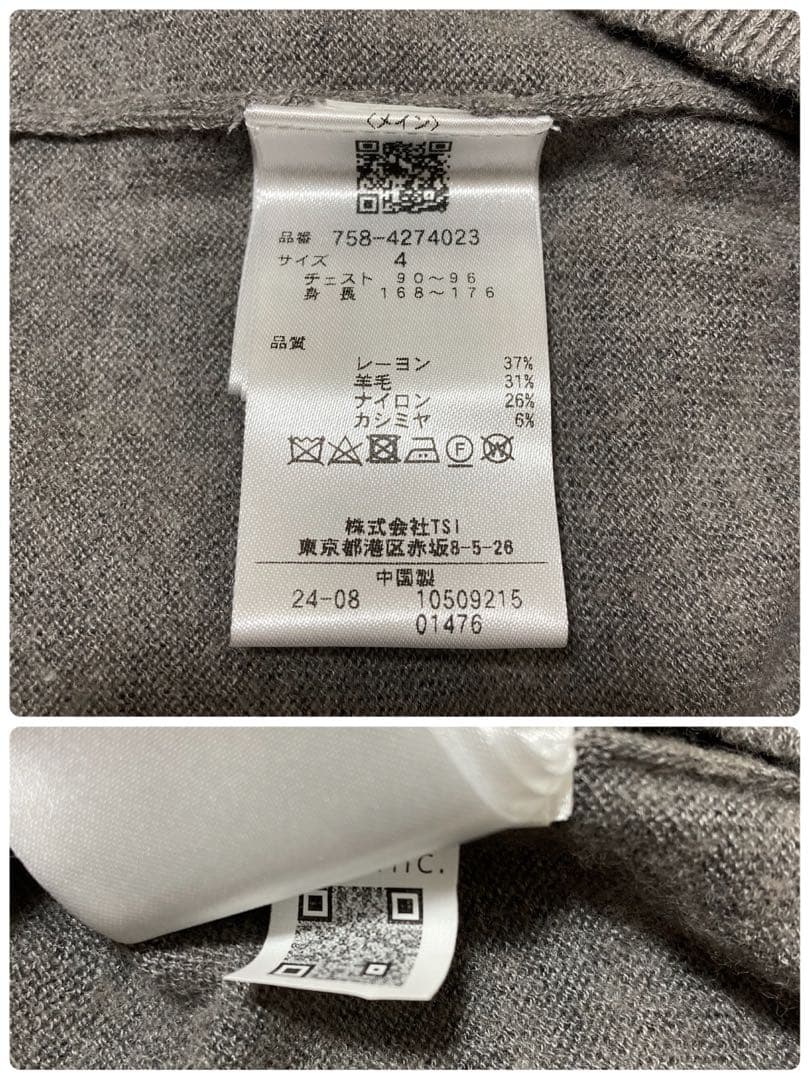 〈メイン〉
品番 758-4274023
サイズ 4
チェスト 90～96
身長 168～176
品質
レーヨン 37%
羊毛 31%
ナイロン 26%
カシミヤ 6%
株式会社TSI
東京都港区赤坂8-5-26
中国製
24-08 10509215
01476